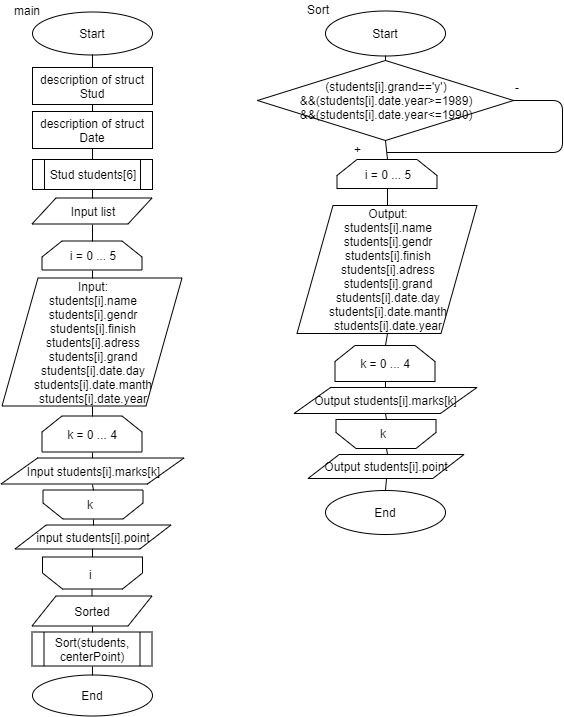 main
Start
description of struct
Stud
description of struct
Date
Stud students[6]
Input list
i = 0 ... 5
Input:
students[i].name
students[i].gendr
students[i].finish
students[i].adress
students[i].grand
students[i].date.day
students[i].date.manth
students[i].date.year
k = 0 ... 4
Input students[i].marks[k]
k
input students[i].point
i
Sorted
Sort(students,
centerPoint)
End
Sort
Start
(students[i].grand=='y')
&&(students[i].date.year>=1989)
&&(students[i].date.year<=1990)
-
+
i = 0 ... 5
Output:
students[i].name
students[i].gendr
students[i].finish
students[i].adress
students[i].grand
students[i].date.day
students[i].date.manth
students[i].date.year
k = 0 ... 4
Output students[i].marks[k]
k
Output students[i].point
End